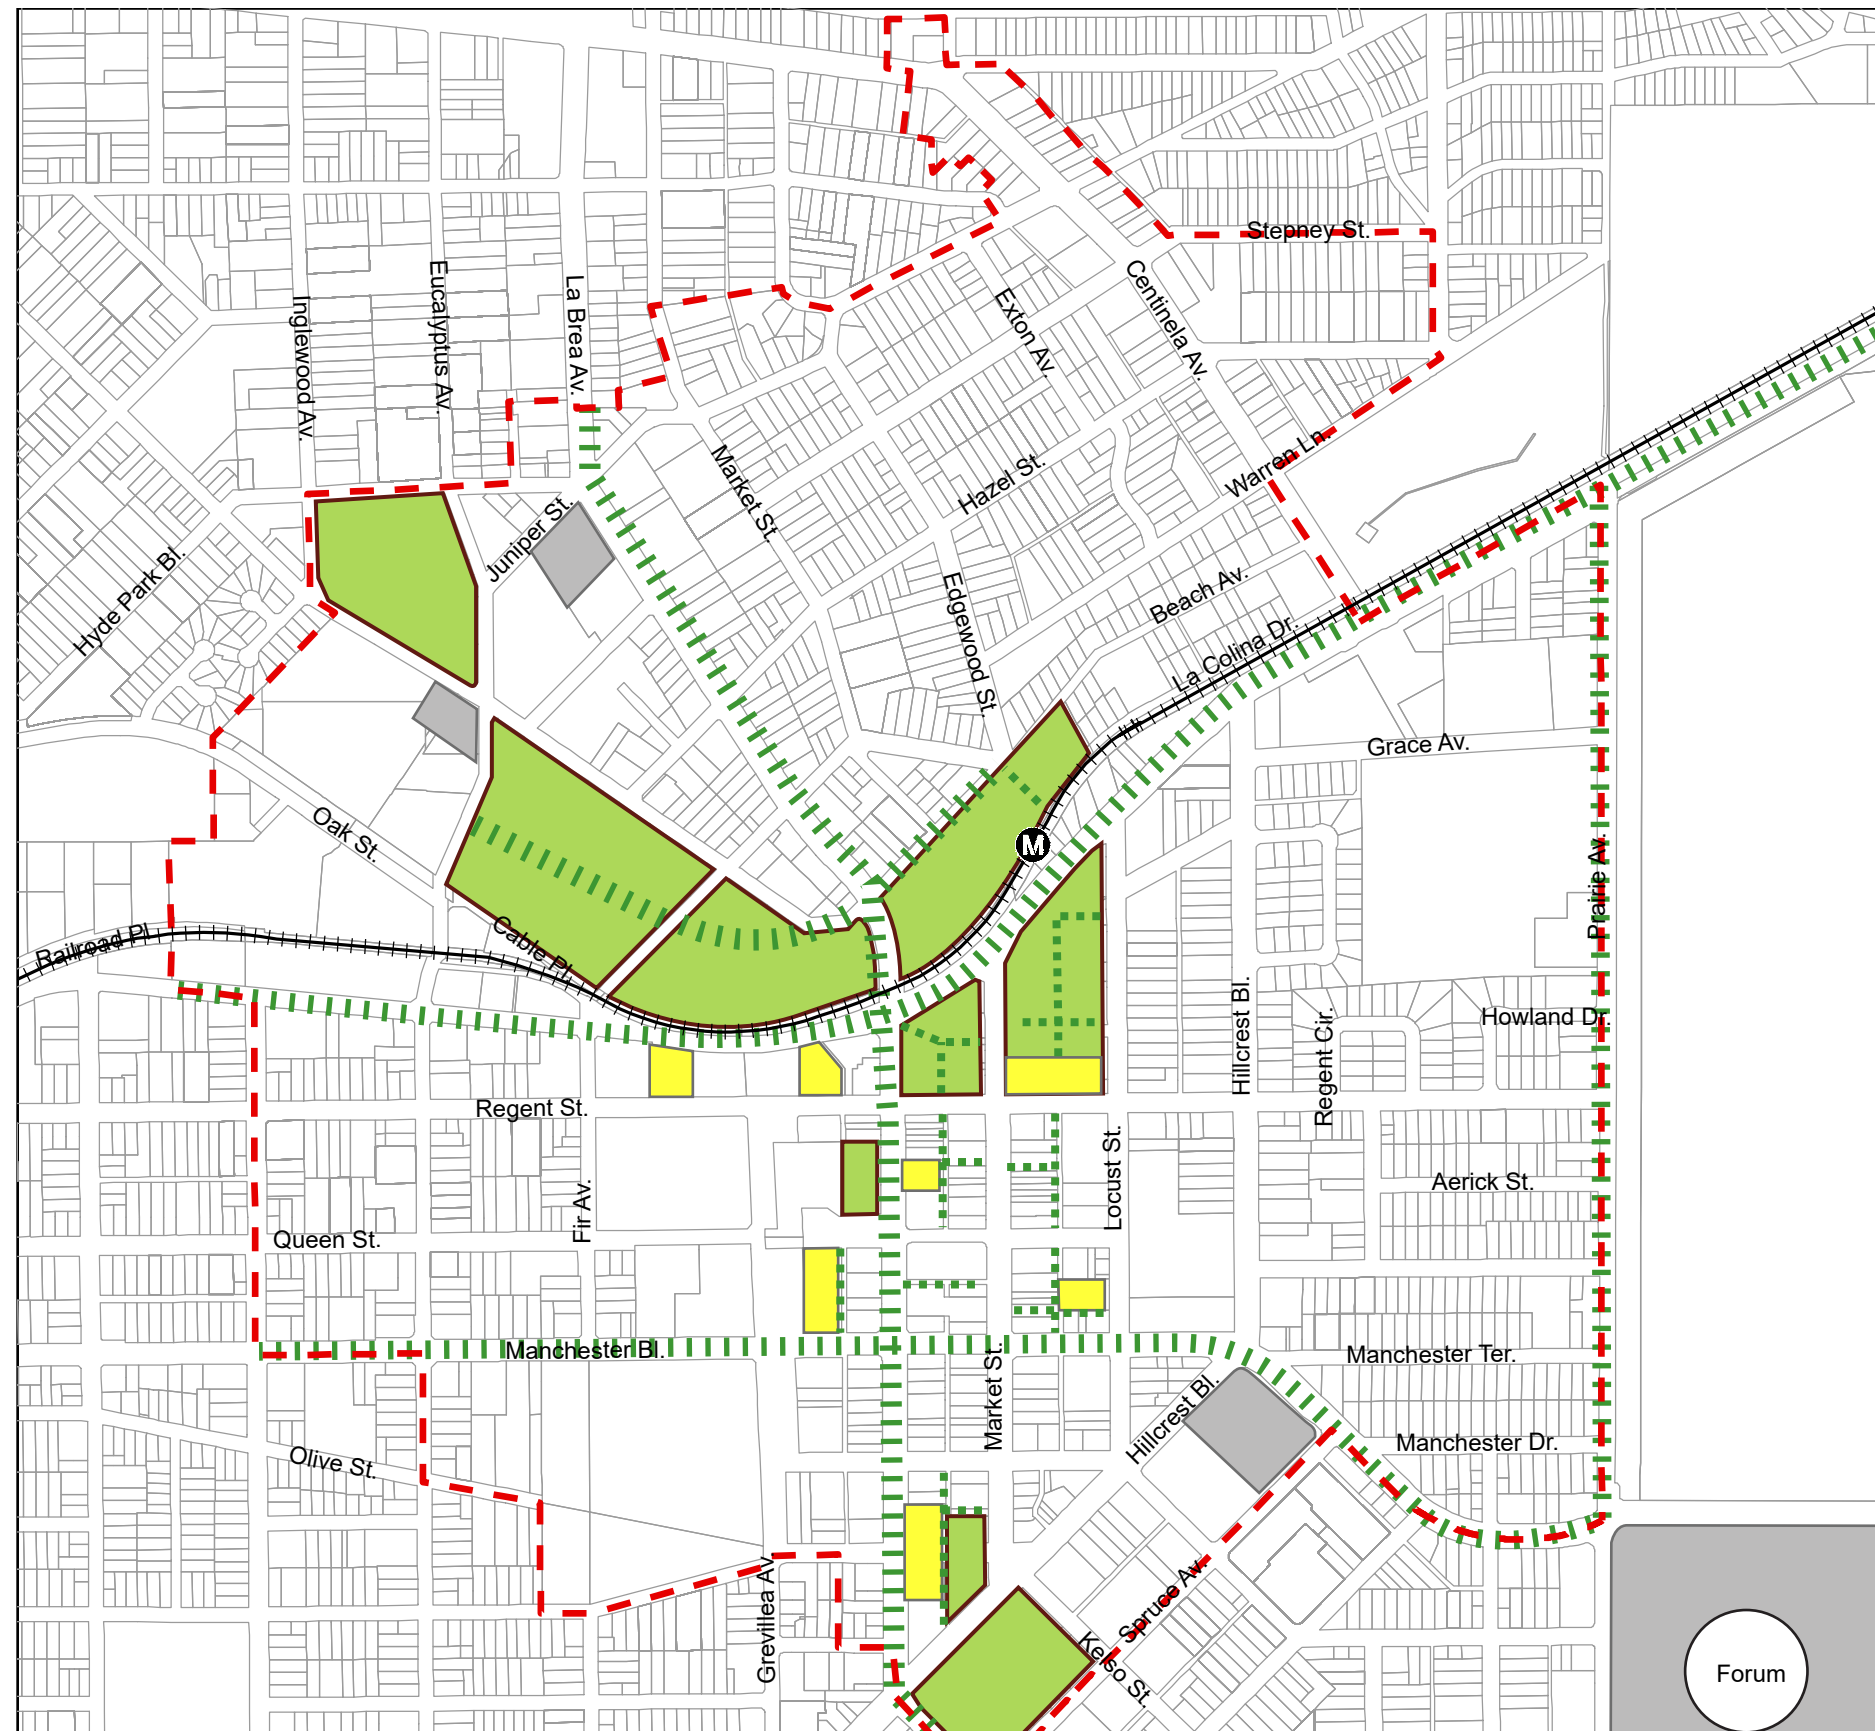 Stepney St.
Eucalyptus Av.
La Brea Av.
Inglewood Av.
Centinela Av.
Exton Av.
Market St.
Hazel St.
Warren Ln.
Juniper St.
Hyde Park Bl.
Edgewood St.
Beach Av.
La Colina Dr.
Grace Av.
Oak St.
M
Prairie Av.
Railroad Pl.
Cable Pl.
Hillcrest Bl.
Regent Cir.
Howland Dr.
Regent St.
Locust St.
Fir Av.
Aerick St.
Queen St.
Manchester Bl.
Market St.
Manchester Ter.
Hillcrest Bl.
Manchester Dr.
Olive St.
Grevillea Av.
Spruce Av.
Kelso St.
Forum